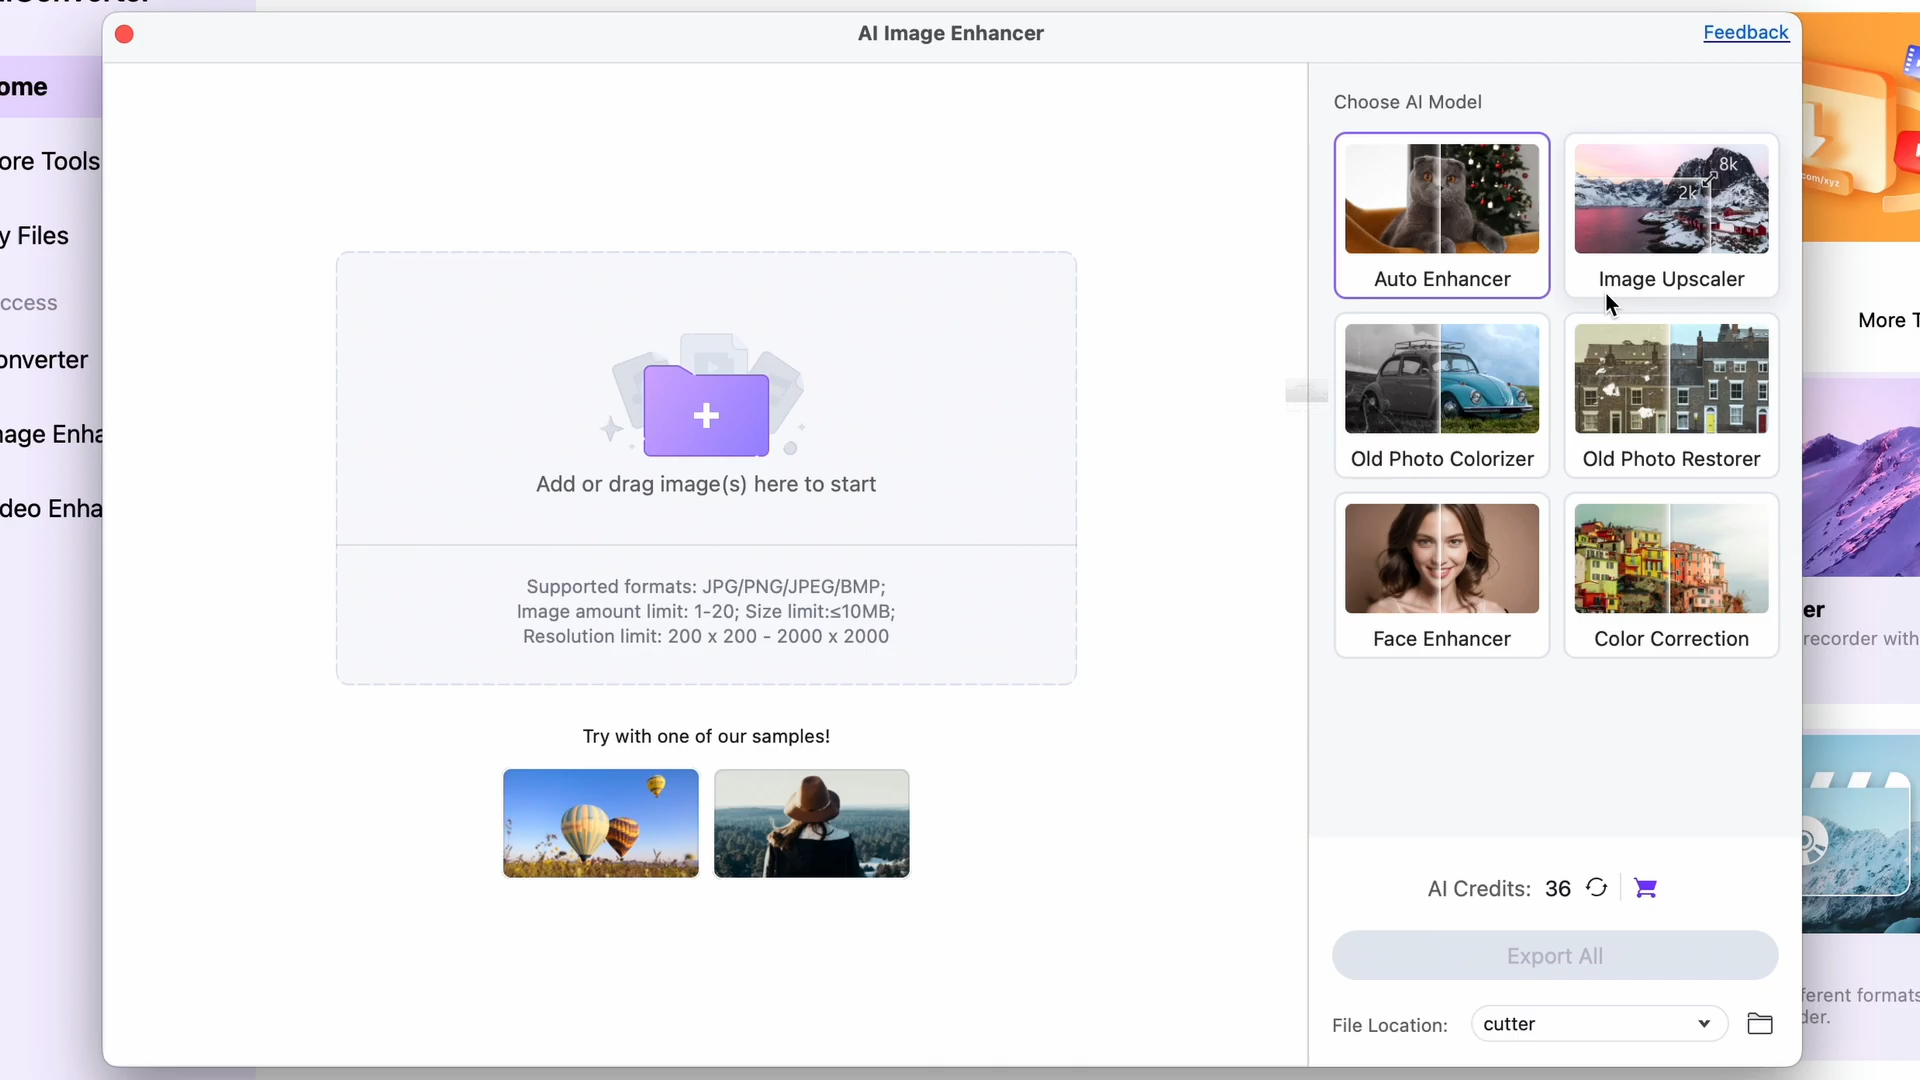 AI Image Enhancer
Feedback
ome
ore Tools
y Files
ccess
onverter
mage Enha
deo Enha
Add or drag image(s) here to start
Supported formats: JPG/PNG/JPEG/BMP;
Image amount limit: 1-20; Size limit:≤10MB;
Resolution limit: 200 x 200 - 2000 x 2000
Try with one of our samples!
Choose AI Model
8k
2k
Auto Enhancer
Image Upscaler
Old Photo Colorizer
Old Photo Restorer
Face Enhancer
Color Correction
AI Credits: 36
Export All
File Location: cutter
com/xyz
More T
er
recorder with
ferent formats
der.